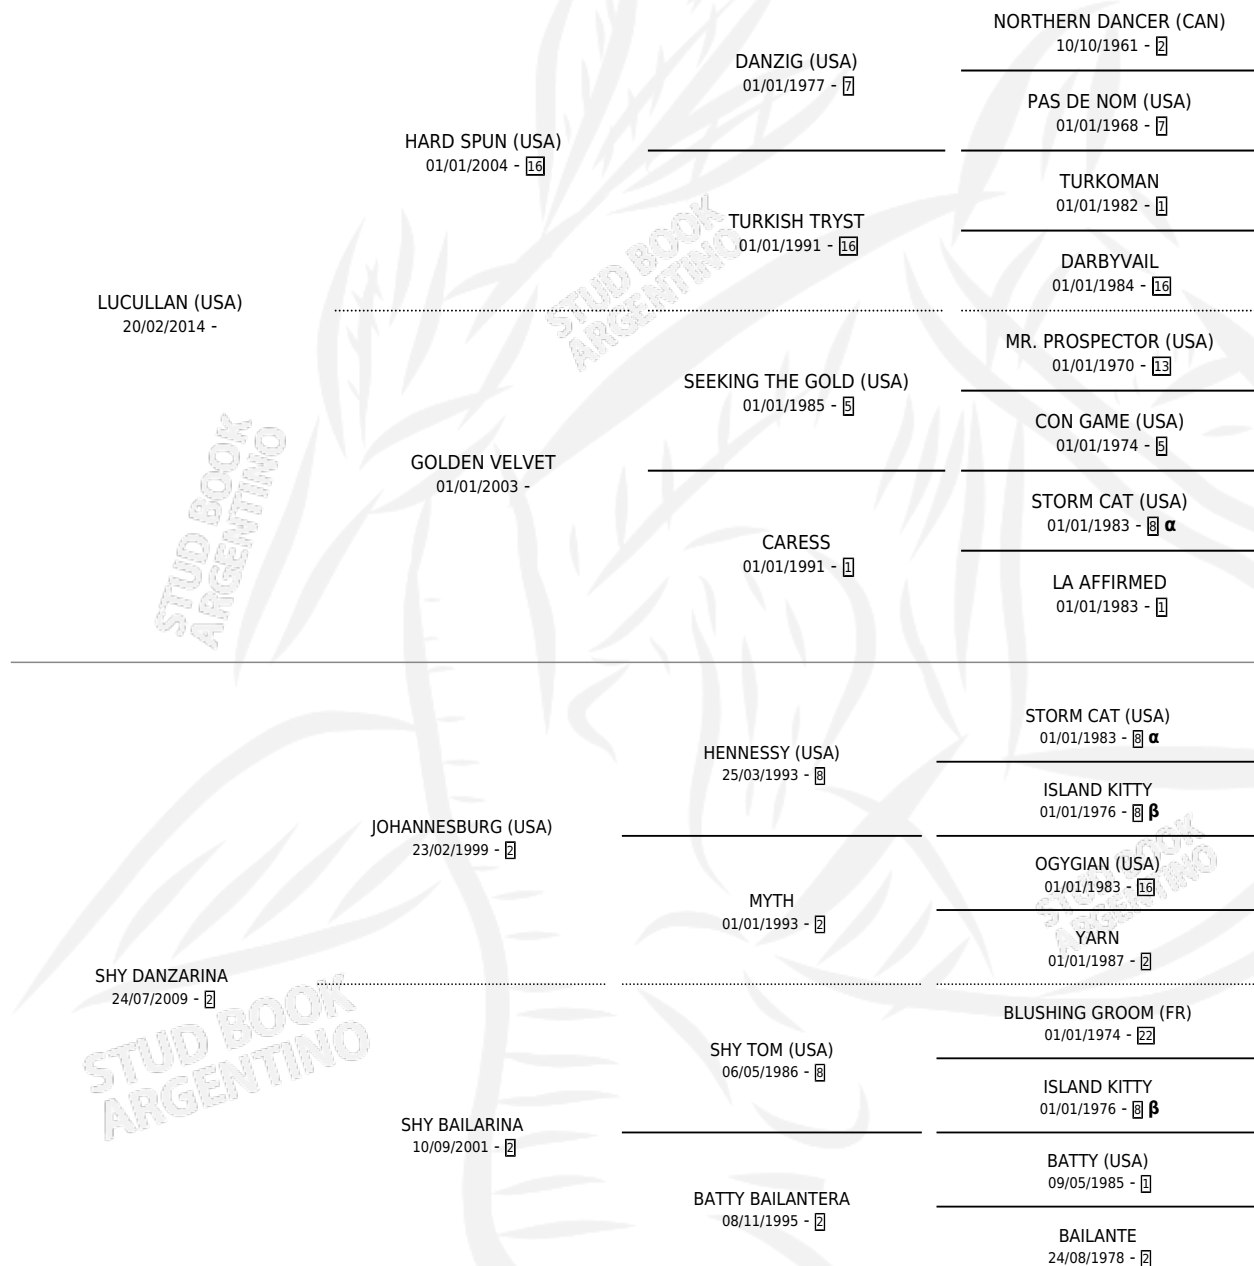 NORTHERN DANCER (CAN)
10/10/1961 - 2
DANZIG (USA)
01/01/1977 - 7
PAS DE NOM (USA)
01/01/1968 - 7
HARD SPUN (USA)
01/01/2004 - 16
TURKOMAN
01/01/1982 - 1
TURKISH TRYST
01/01/1991 - 16
DARBYVAIL
01/01/1984 - 16
LUCULLAN (USA)
20/02/2014 -
MR. PROSPECTOR (USA)
01/01/1970 - 13
SEEKING THE GOLD (USA)
01/01/1985 - 5
CON GAME (USA)
01/01/1974 - 5
GOLDEN VELVET
01/01/2003 -
STORM CAT (USA)
01/01/1983 - 8 α
CARESS
01/01/1991 - 1
LA AFFIRMED
01/01/1983 - 1
STORM CAT (USA)
01/01/1983 - 8 α
HENNESSY (USA)
25/03/1993 - 8
ISLAND KITTY
01/01/1976 - 8 β
JOHANNESBURG (USA)
23/02/1999 - 2
OGYGIAN (USA)
01/01/1983 - 16
MYTH
01/01/1993 - 2
YARN
01/01/1987 - 2
SHY DANZARINA
24/07/2009 - 2
BLUSHING GROOM (FR)
01/01/1974 - 22
SHY TOM (USA)
06/05/1986 - 8
ISLAND KITTY
01/01/1976 - 8 β
SHY BAILARINA
10/09/2001 - 2
BATTY (USA)
09/05/1985 - 1
BATTY BAILANTERA
08/11/1995 - 2
BAILANTE
24/08/1978 - 2
STUD BOOK
ARGENTINO
STUD BOOK
ARGENTINO
STUD BOOK
ARGENTINO
STUD BOOK
ARGENTINO